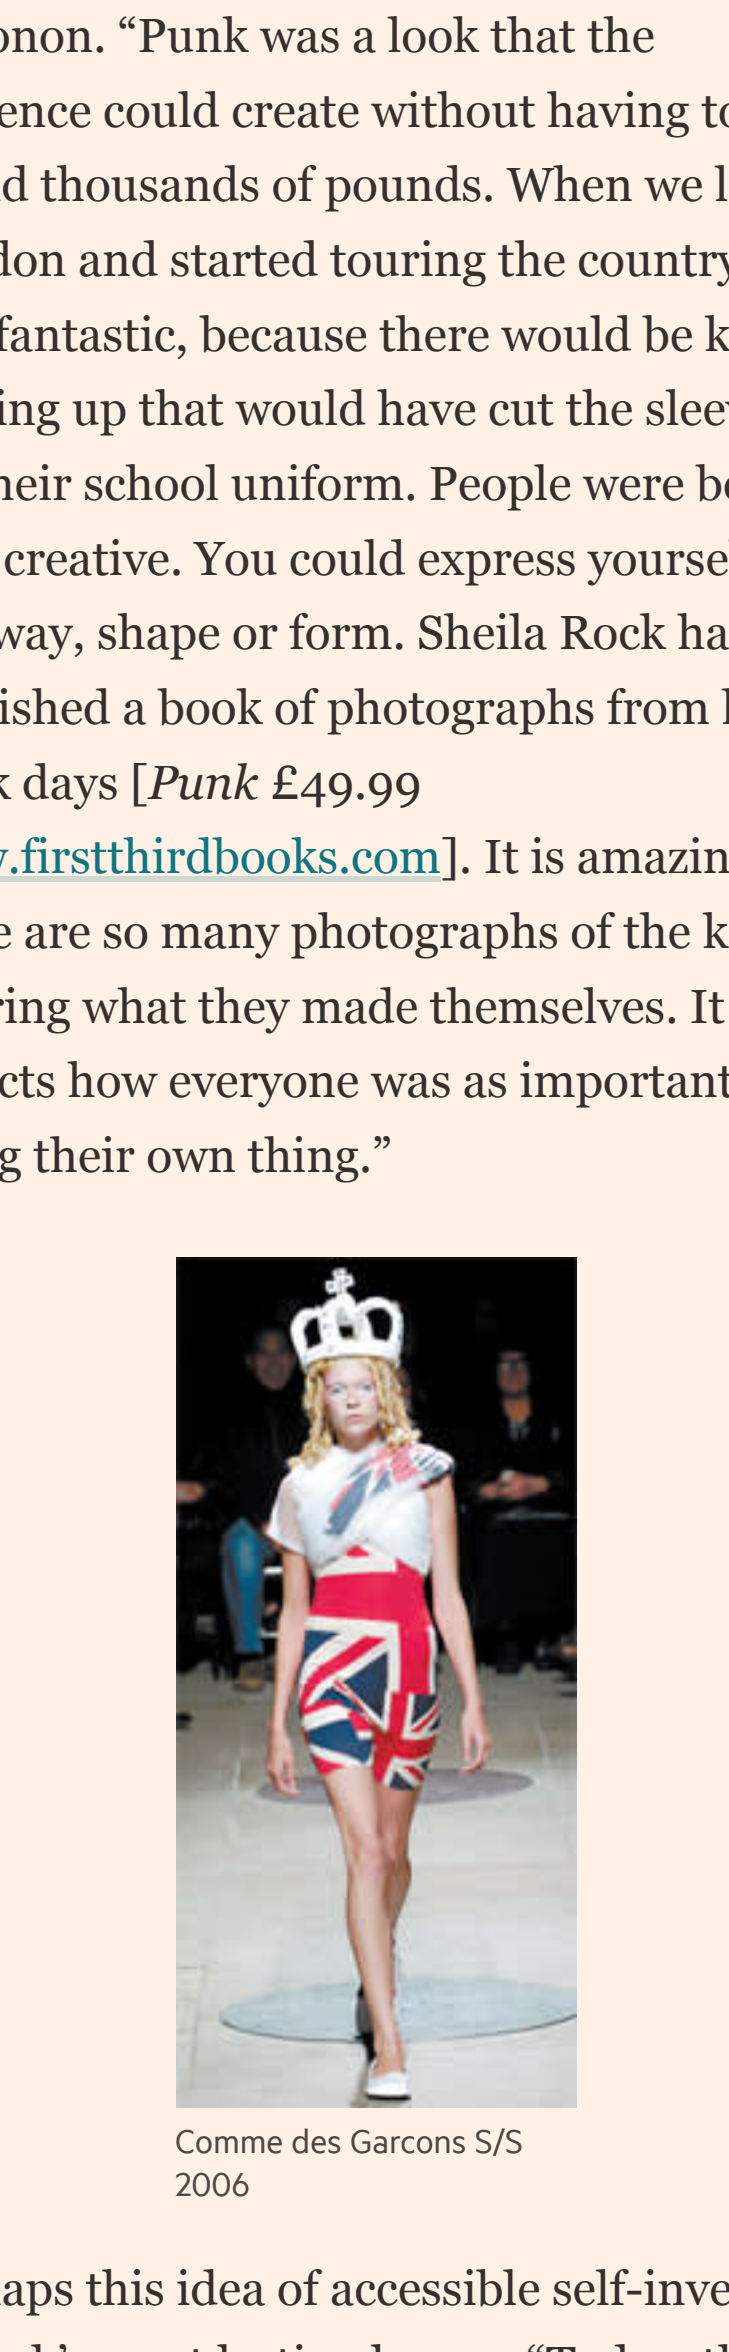 onon. “Punk was a look that the
ence could create without having to
d thousands of pounds. When we l
don and started touring the country
fantastic, because there would be k
ing up that would have cut the slee
heir school uniform. People were be
creative. You could express yourse
way, shape or form. Sheila Rock ha
ished a book of photographs from
k days [Punk £49.99
.firstthirdbooks.com]. It is amazin
e are so many photographs of the k
ring what they made themselves. It
cts how everyone was as important
g their own thing.”
Comme des Garcons S/S
2006
aps this idea of accessible self-inve